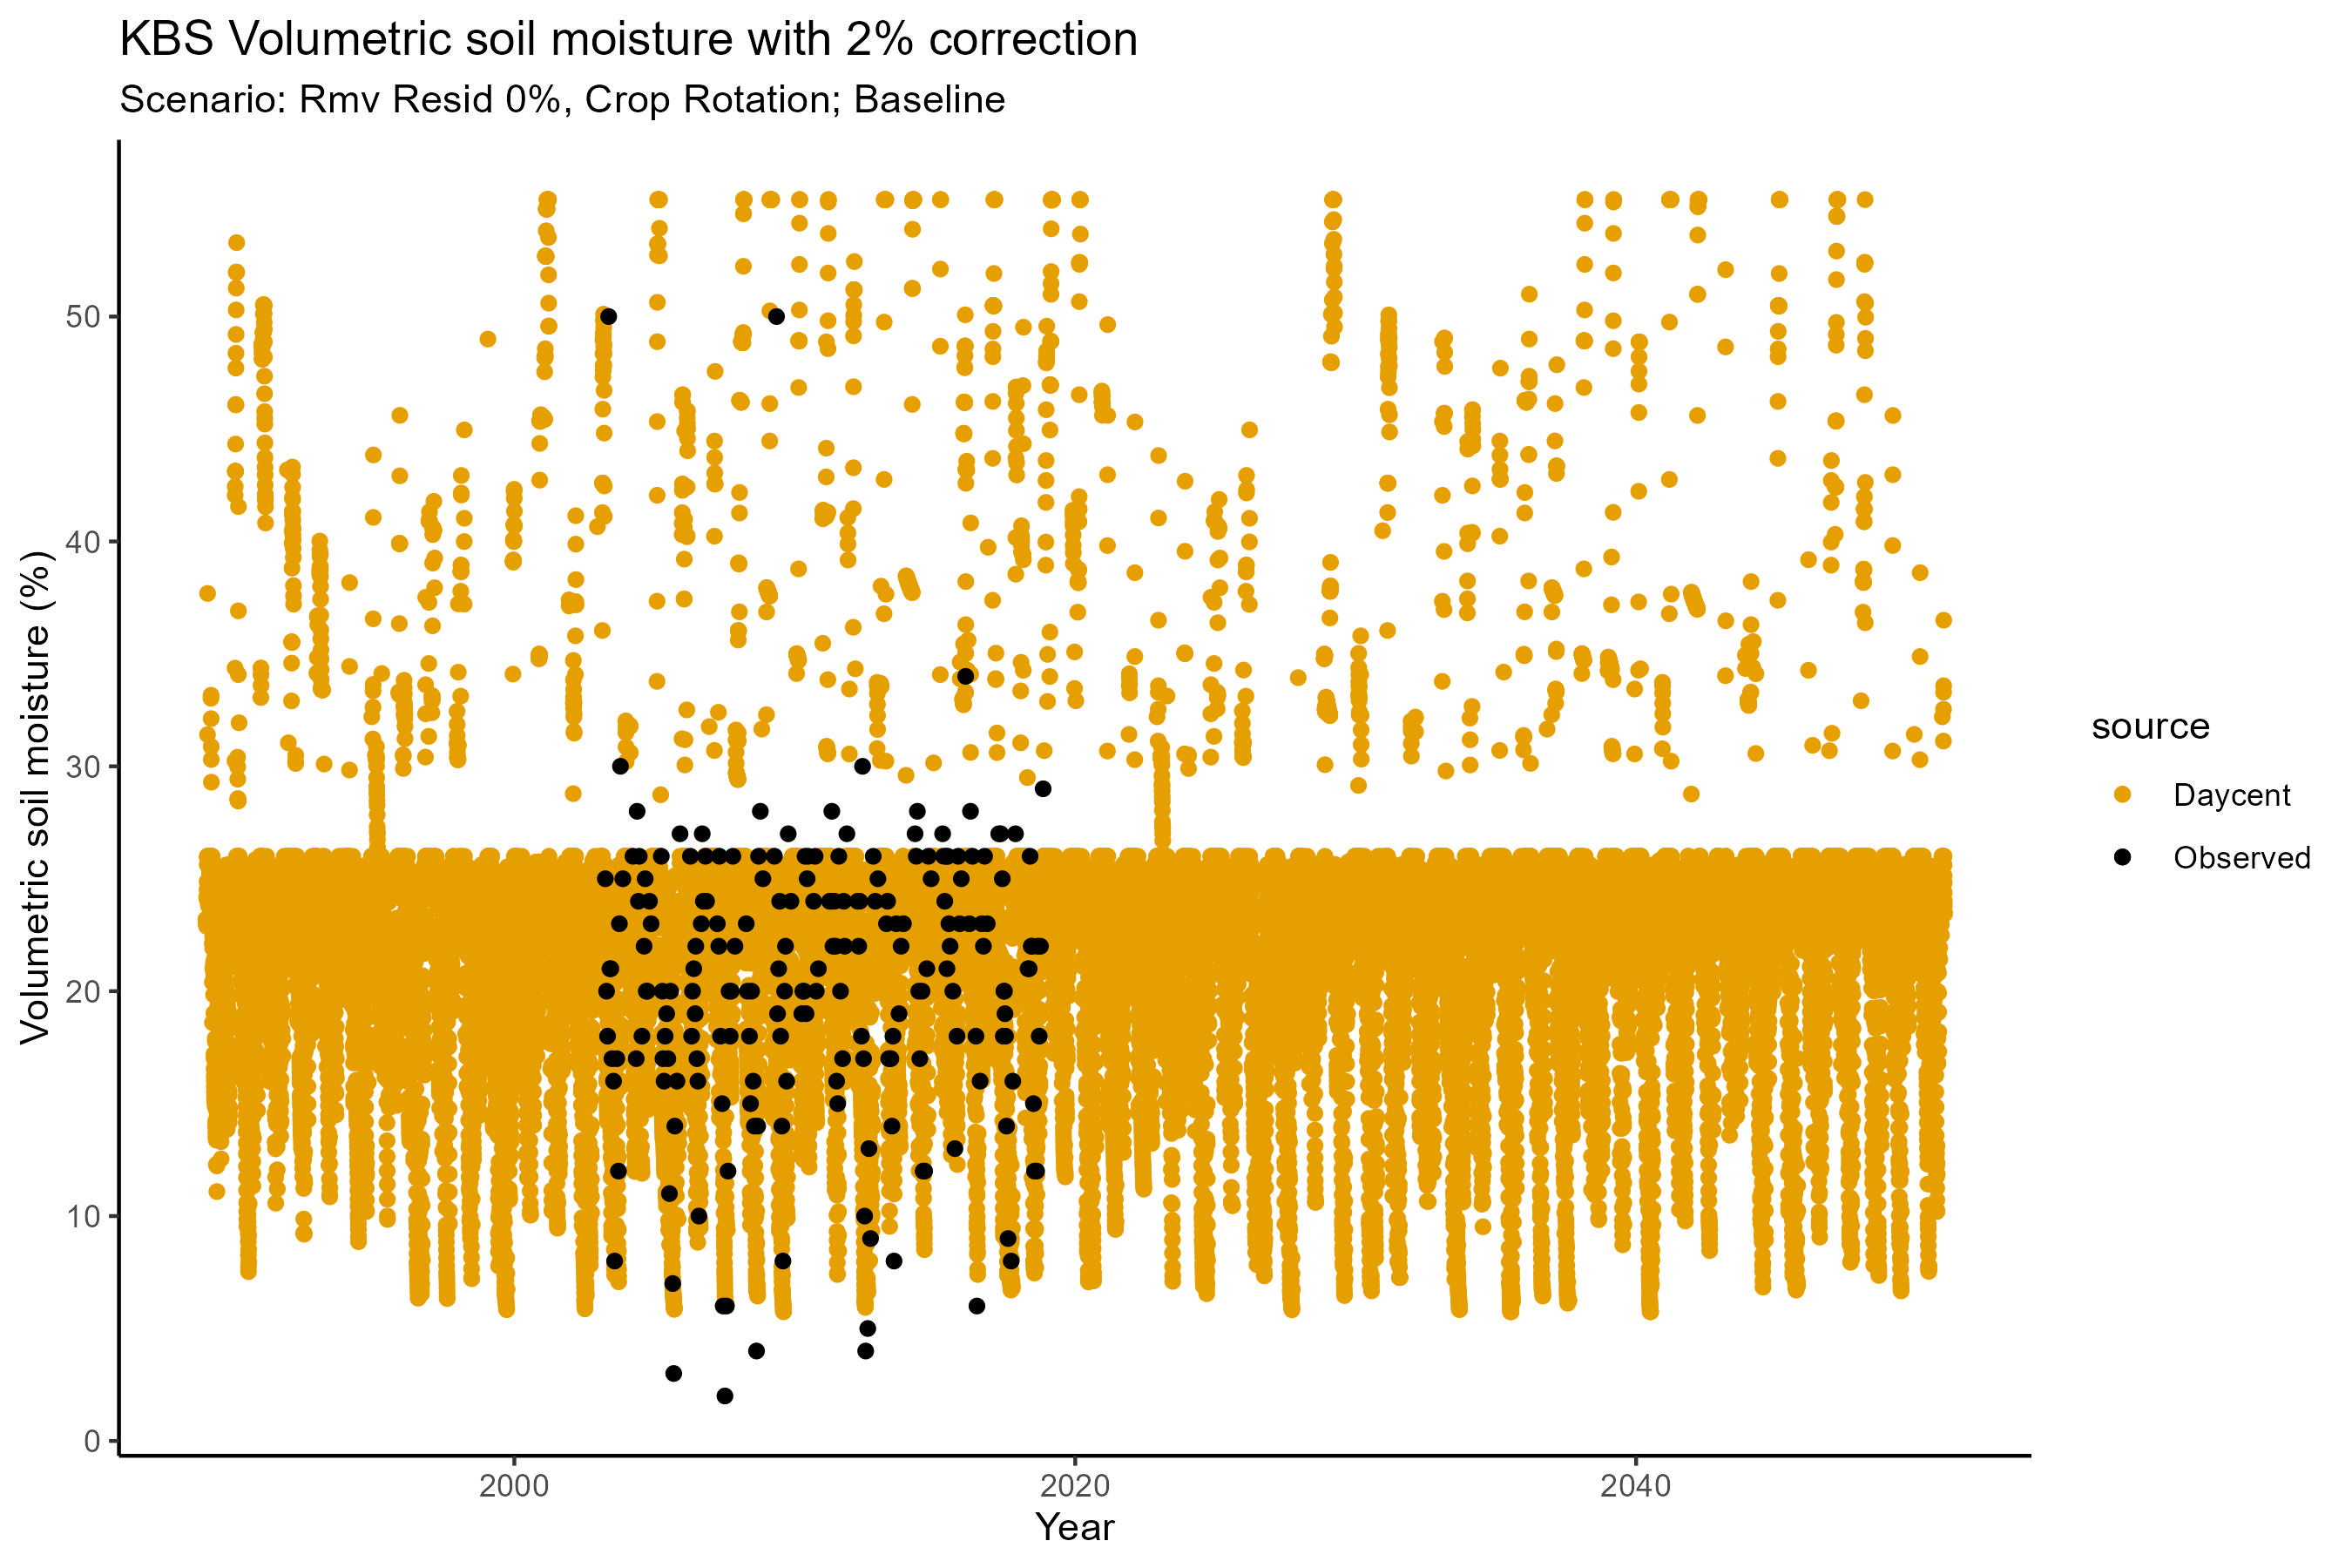 KBS Volumetric soil moisture with 2% correction
Scenario: Rmv Resid 0%, Crop Rotation; Baseline
Volumetric soil moisture (%)
50
40
30
20
10
0
2000
2020
2040
Year
source
Daycent
Observed